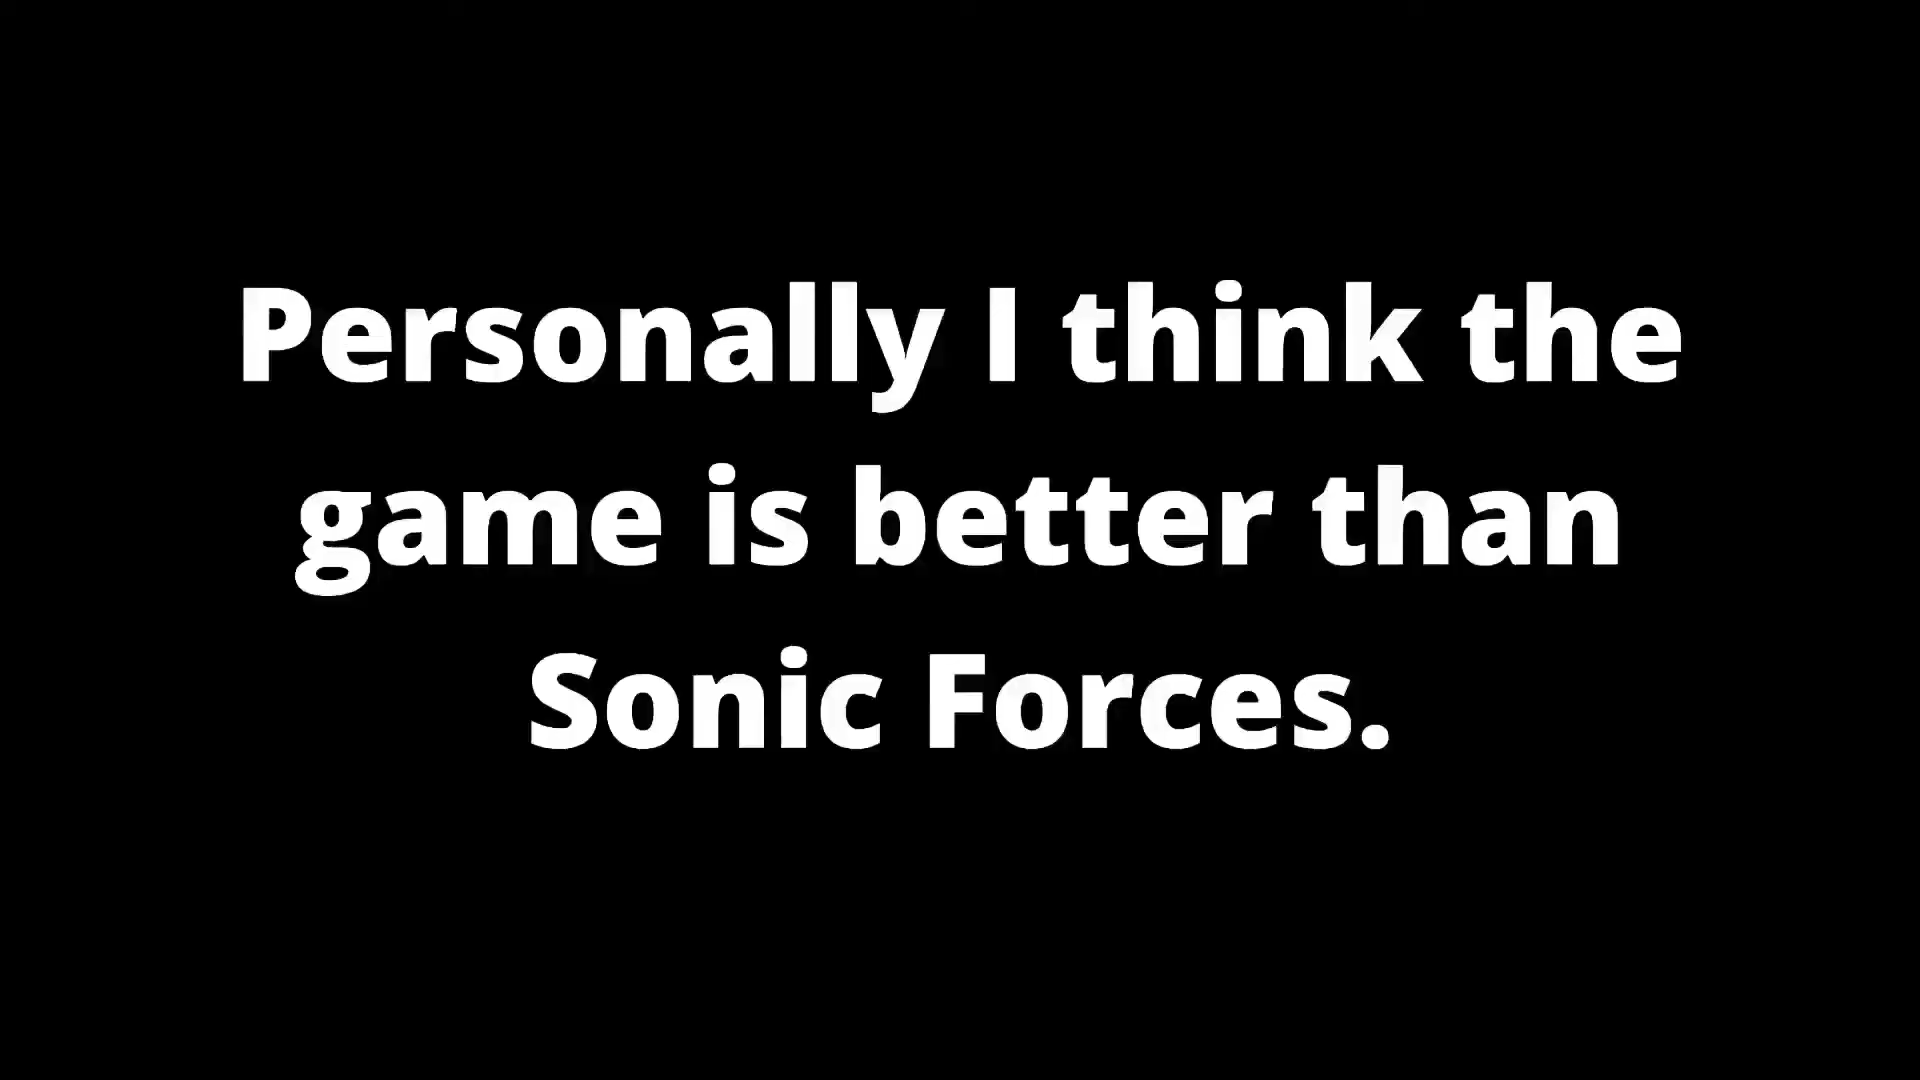 Personally I think the
game is better than
Sonic Forces.